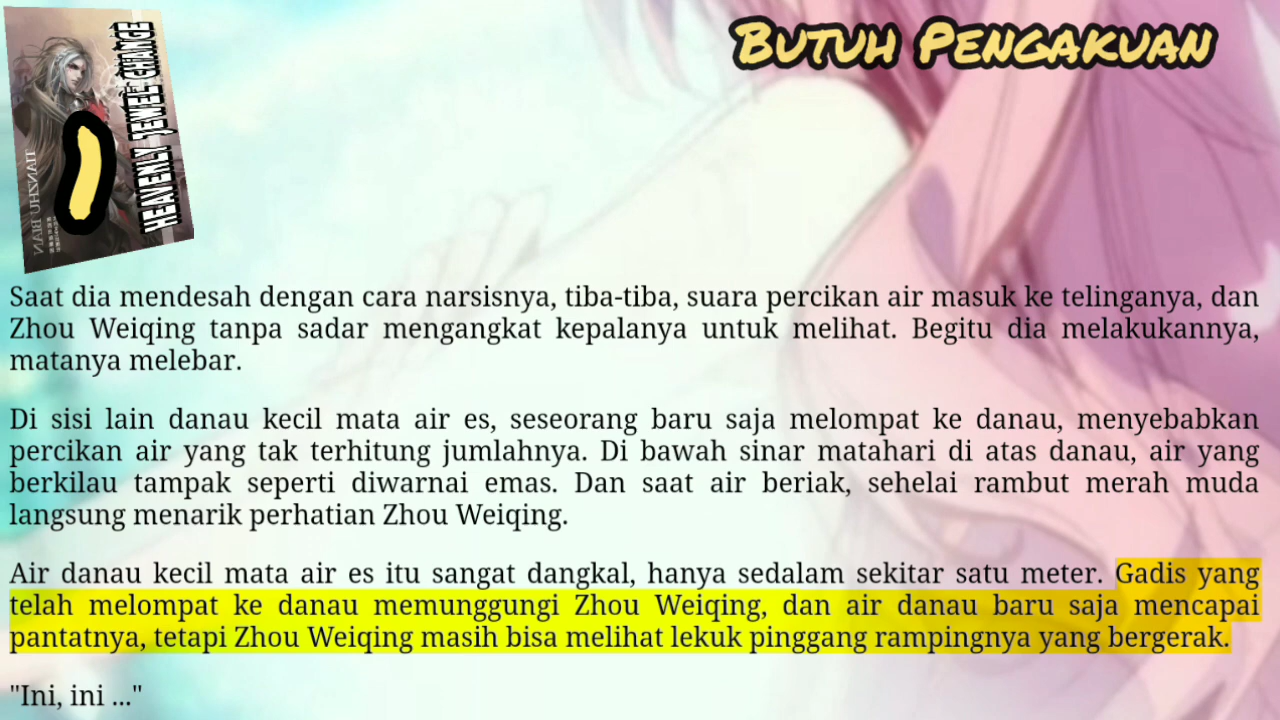 Butuh Pengakuan
HEAVENLY JEWEL CHANGE
TIANZHU BIAN
Saat dia mendesah dengan cara narsisnya, tiba-tiba, suara percikan air masuk ke telinganya, dan
Zhou Weiqing tanpa sadar mengangkat kepalanya untuk melihat. Begitu dia melakukannya,
matanya melebar.
Di sisi lain danau kecil mata air es, seseorang baru saja melompat ke danau, menyebabkan
percikan air yang tak terhitung jumlahnya. Di bawah sinar matahari di atas danau, air yang
berkilau tampak seperti diwarnai emas. Dan saat air beriak, sehelai rambut merah muda
langsung menarik perhatian Zhou Weiqing.
Air danau kecil mata air es itu sangat dangkal, hanya sedalam sekitar satu meter. Gadis yang
telah melompat ke danau memunggungi Zhou Weiqing, dan air danau baru saja mencapai
pantatnya, tetapi Zhou Weiqing masih bisa melihat lekuk pinggang rampingnya yang bergerak.
"Ini, ini ..."